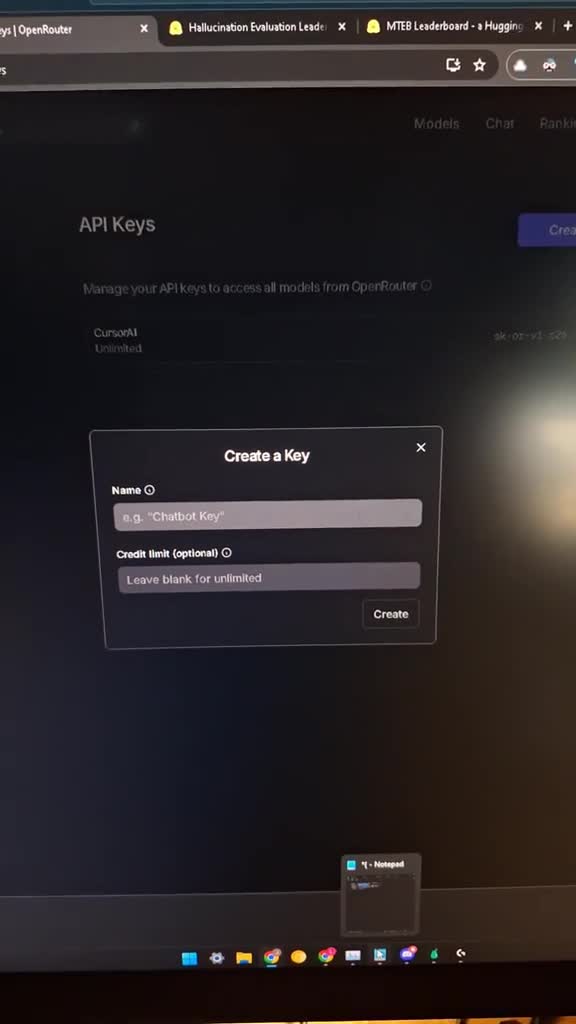 ys | OpenRouter
Hallucination Evaluation Leade
MTEB Leaderboard - a Hugging
Models Chat Ranki
API Keys
Crea
Manage your API keys to access all models from OpenRouter
CursorAI
Unlimited
sk-or-v1-c26
Create a Key
Name
e.g. "Chatbot Key"
Credit limit (optional)
Leave blank for unlimited
Create
*{ - Notepad